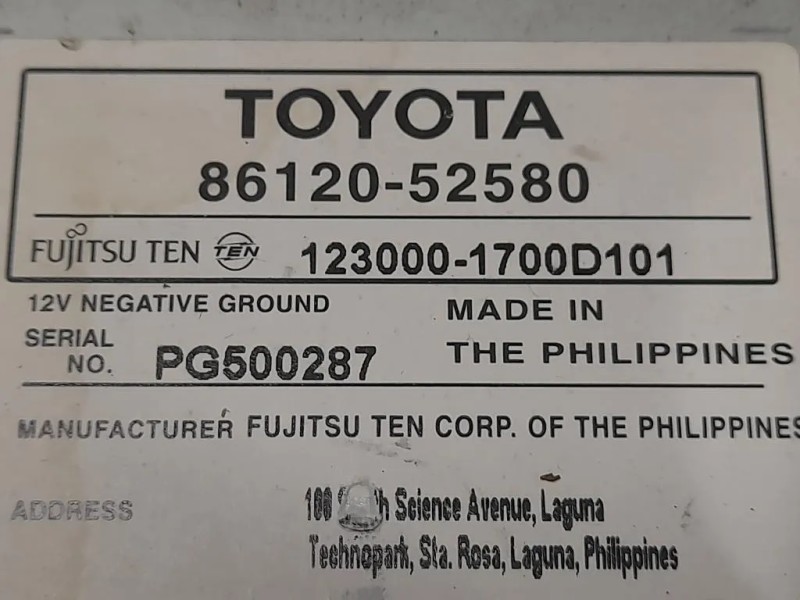 TOYOTA
86120-52580
FUJITSU TEN TEN 123000-1700D101
12V NEGATIVE GROUND
MADE IN
THE PHILIPPINES
SERIAL
NO. PG500287
MANUFACTURER FUJITSU TEN CORP. OF THE PHILIPPINES
ADDRESS
Science Avenue, Laguna
Technopark, Sta. Rosa, Laguna, Philippines